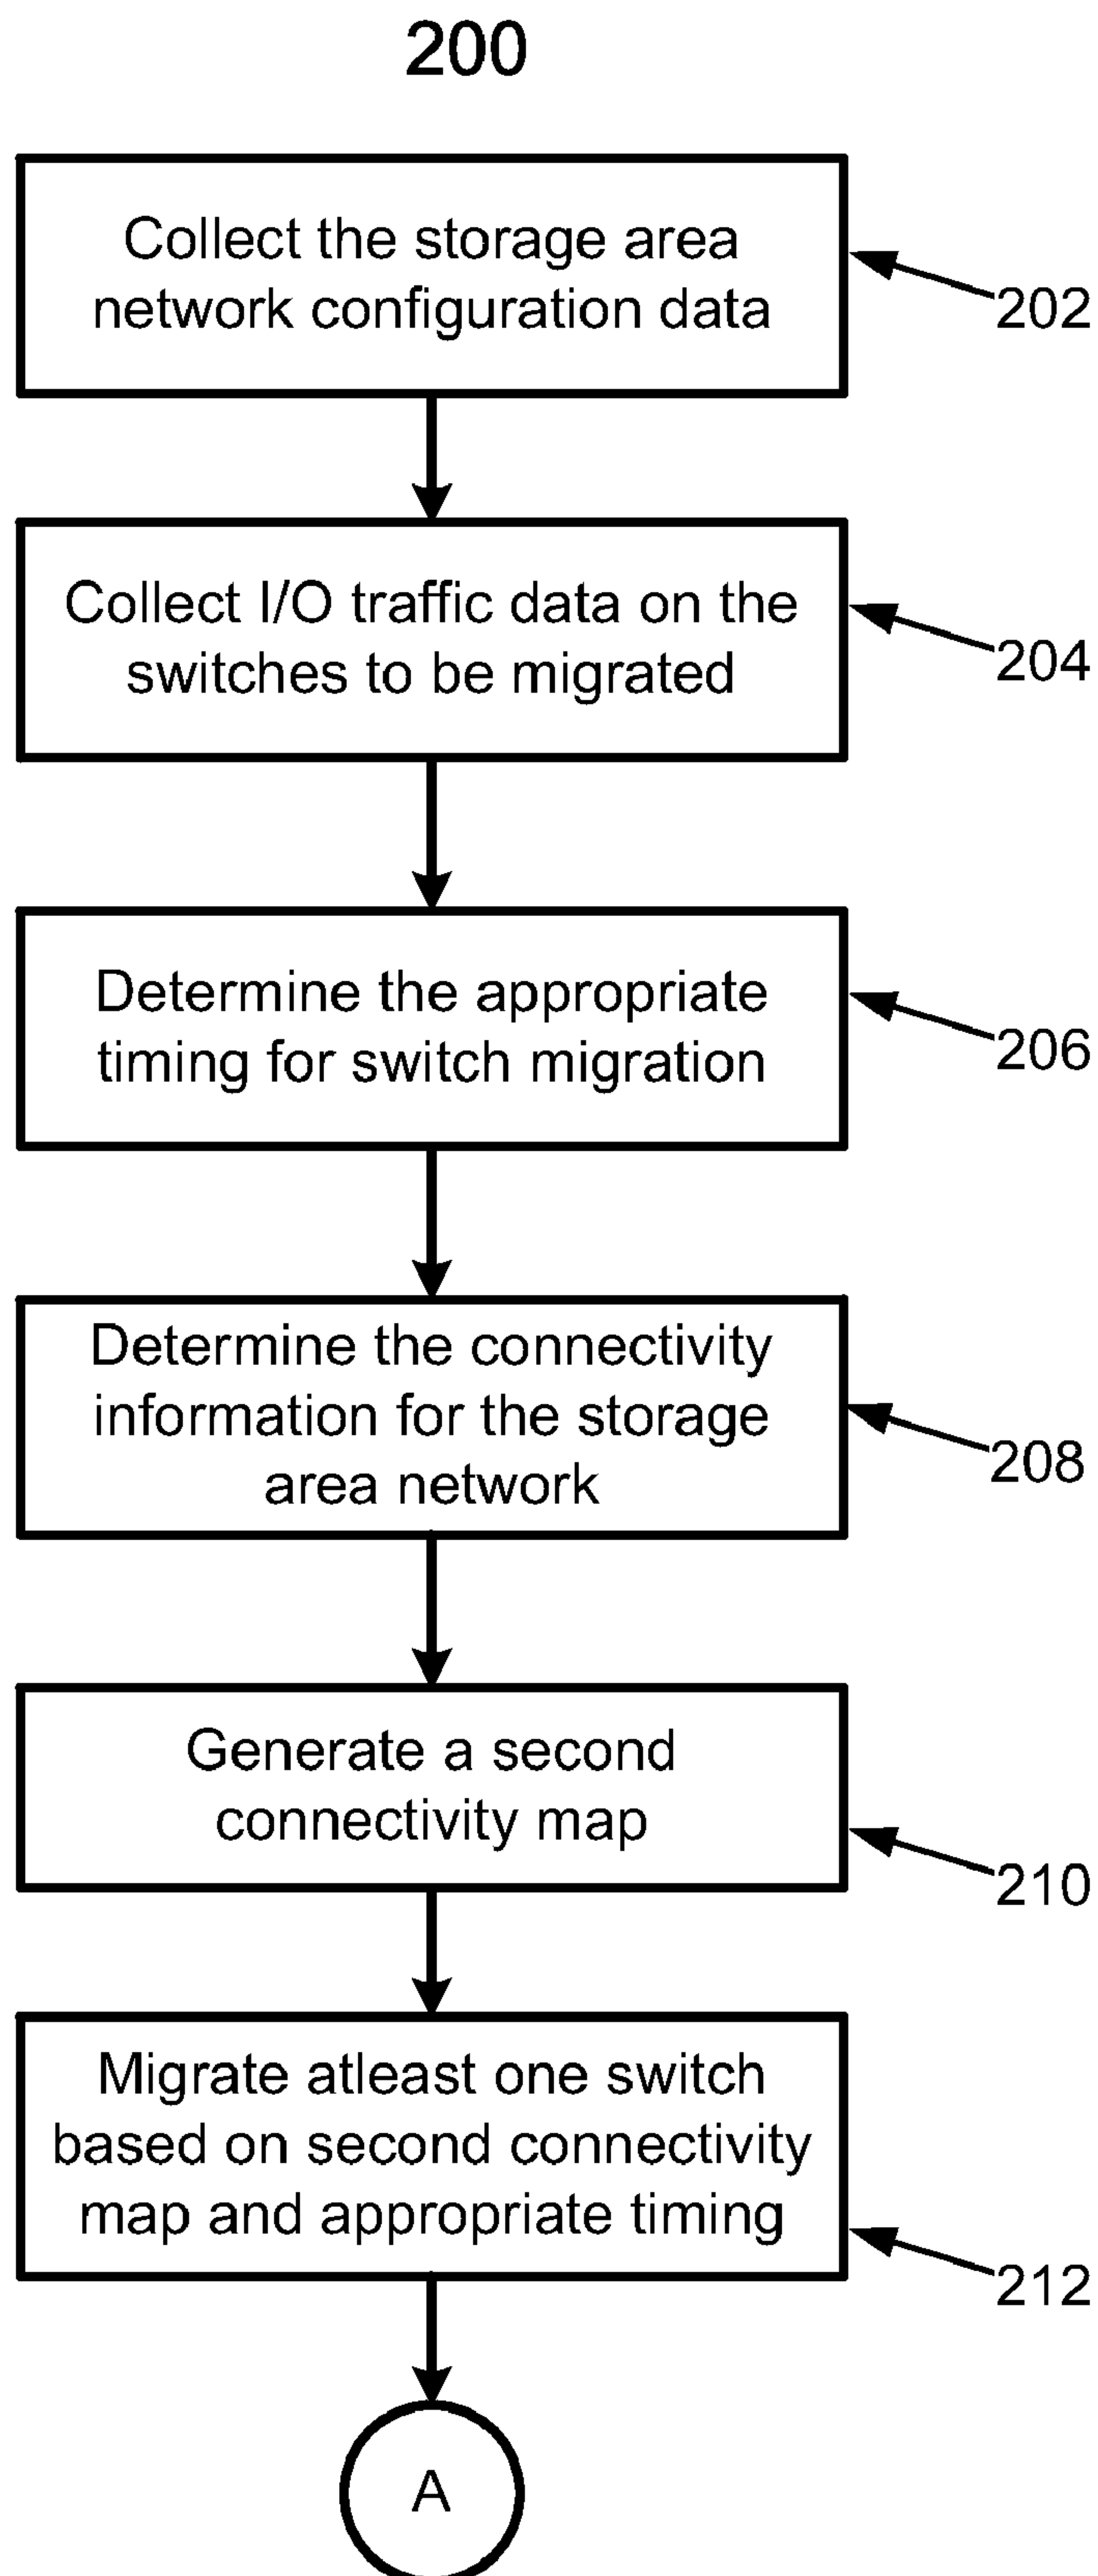 200
Collect the storage area
network configuration data
202
Collect I/O traffic data on the
switches to be migrated
204
Determine the appropriate
timing for switch migration
206
Determine the connectivity
information for the storage
area network
208
Generate a second
connectivity map
210
Migrate atleast one switch
based on second connectivity
map and appropriate timing
212
A